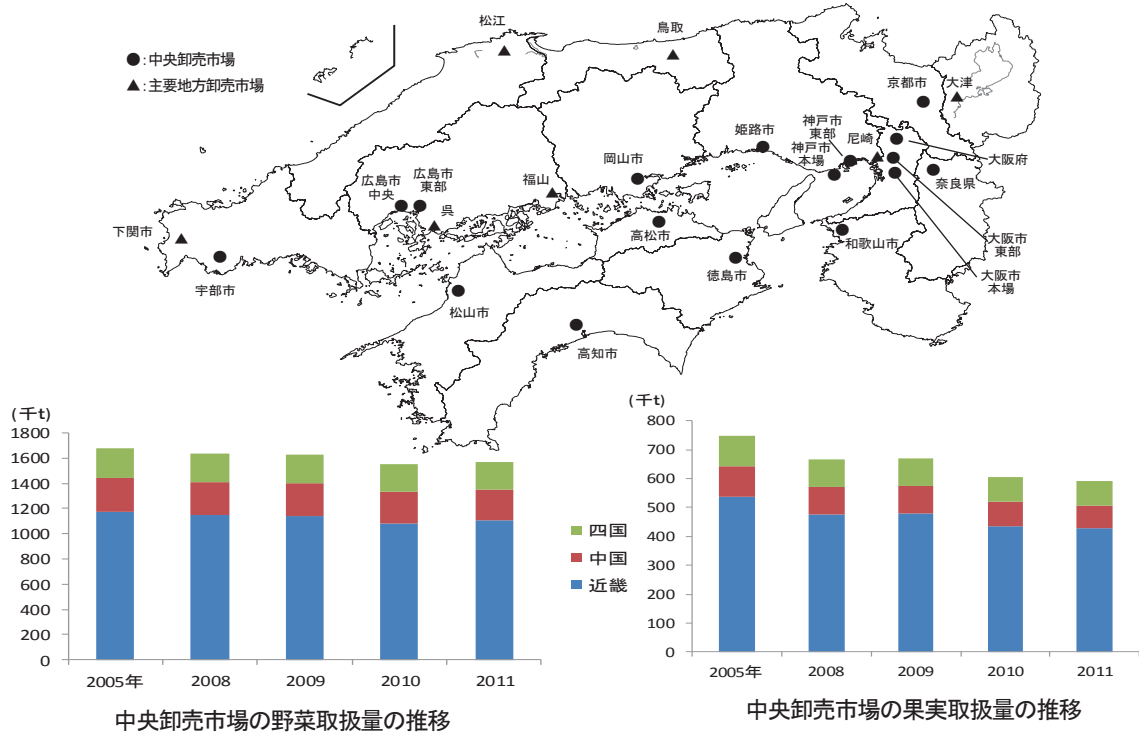 ●:中央卸売市場
▲:主要地方卸売市場
松江
鳥取
京都市
大津
神戸市
東部
尼崎
姫路市
神戸市
本場
大阪府
岡山市
奈良県
広島市
中央
広島市
東部
福山
呉
下関市
高松市
和歌山市
大阪市
東部
宇部市
徳島市
大阪市
本場
松山市
高知市
(千t)
1800
1600
1400
1200
1000
800
600
400
200
0
2005年
2008
2009
2010
2011
中央卸売市場の野菜取扱量の推移
四国
中国
近畿
(千t)
800
700
600
500
400
300
200
100
0
2005年
2008
2009
2010
2011
中央卸売市場の果実取扱量の推移